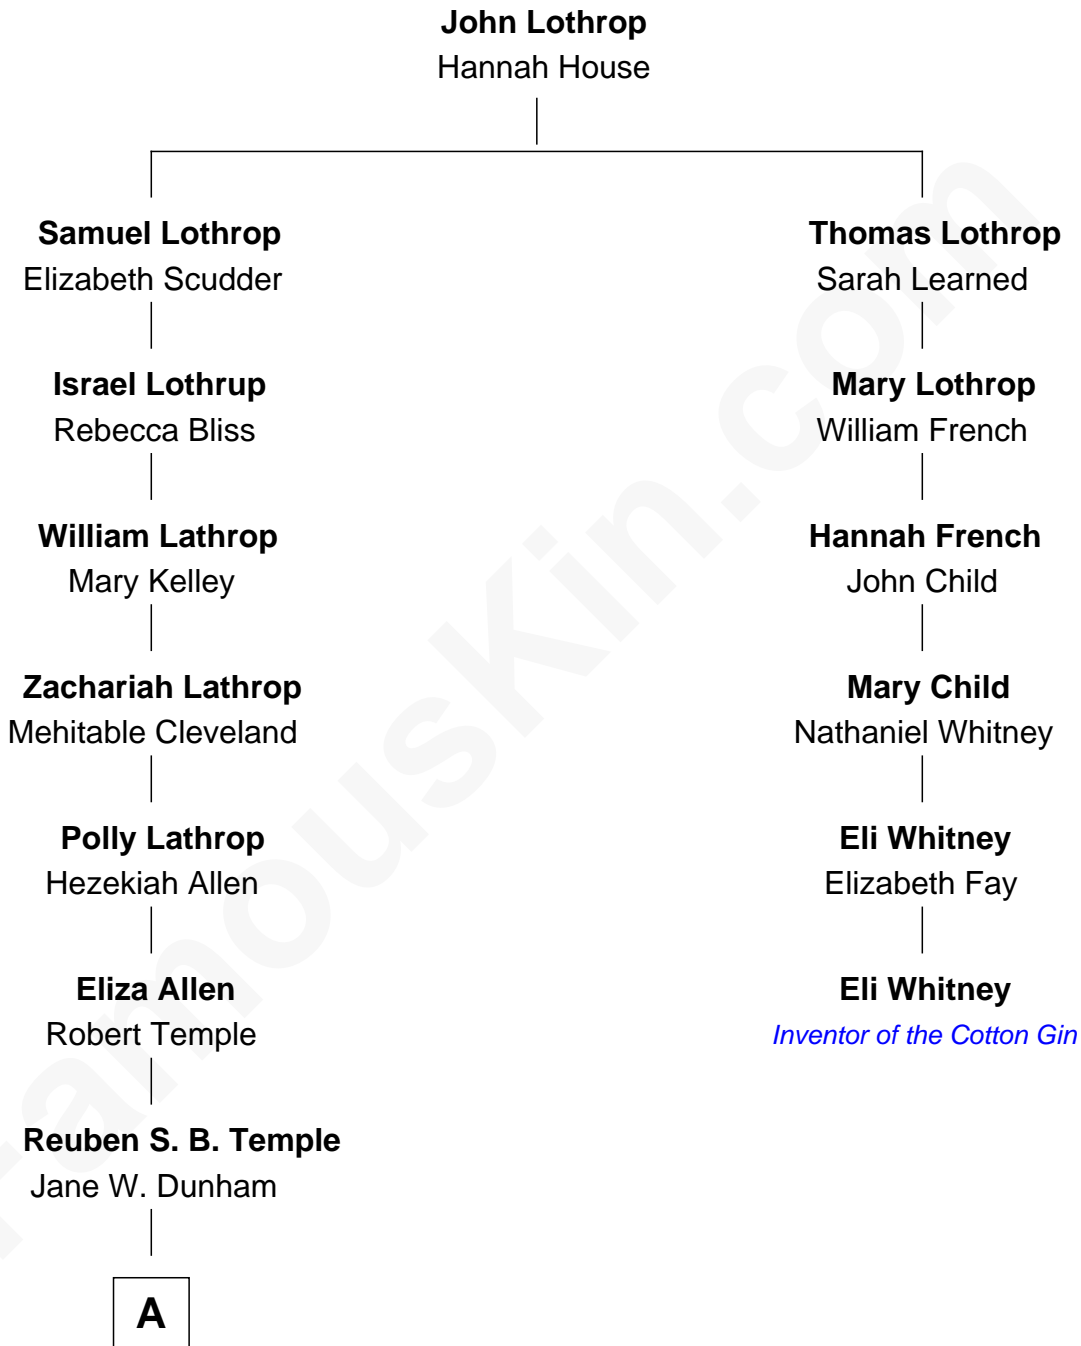 John Lothrop
Hannah House
Samuel Lothrop
Elizabeth Scudder
Thomas Lothrop
Sarah Learned
Israel Lothrup
Rebecca Bliss
Mary Lothrop
William French
William Lathrop
Mary Kelley
Hannah French
John Child
Zachariah Lathrop
Mehitable Cleveland
Mary Child
Nathaniel Whitney
Polly Lathrop
Hezekiah Allen
Eli Whitney
Elizabeth Fay
Eliza Allen
Robert Temple
Eli Whitney
Inventor of the Cotton Gin
Reuben S. B. Temple
Jane W. Dunham
A
FamousKin.com